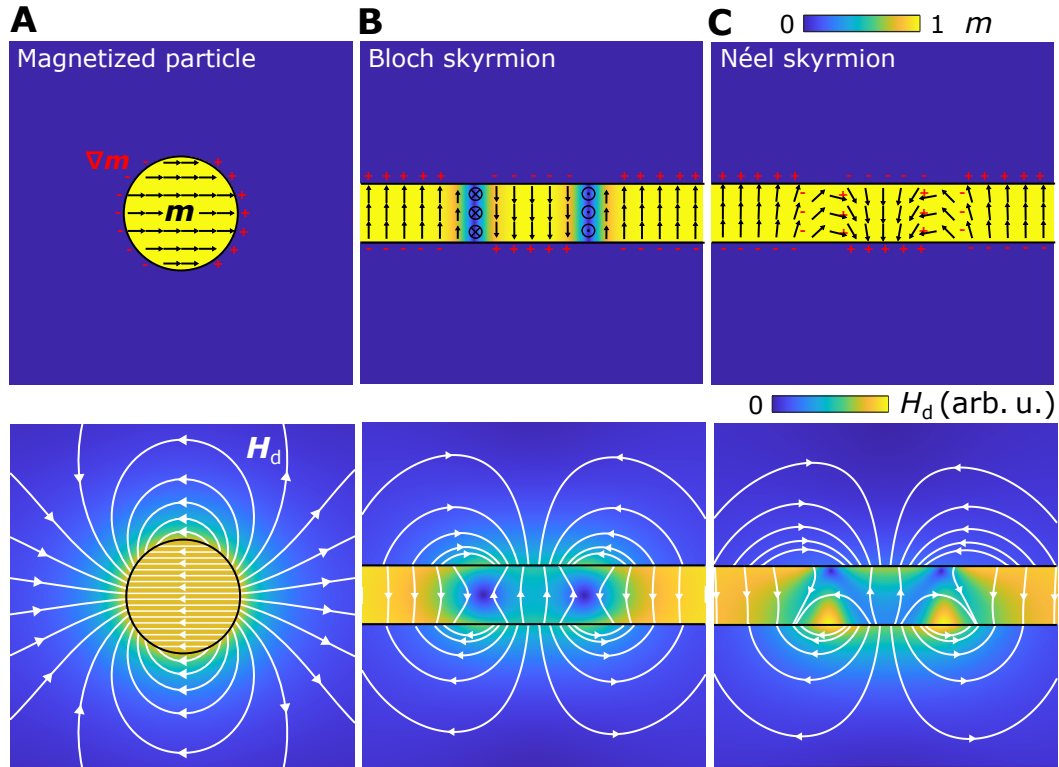 A
B
C
0 1 m
Magnetized particle
Bloch skyrmion
Néel skyrmion
∇m
m
0 H_d (arb. u.)
H_d